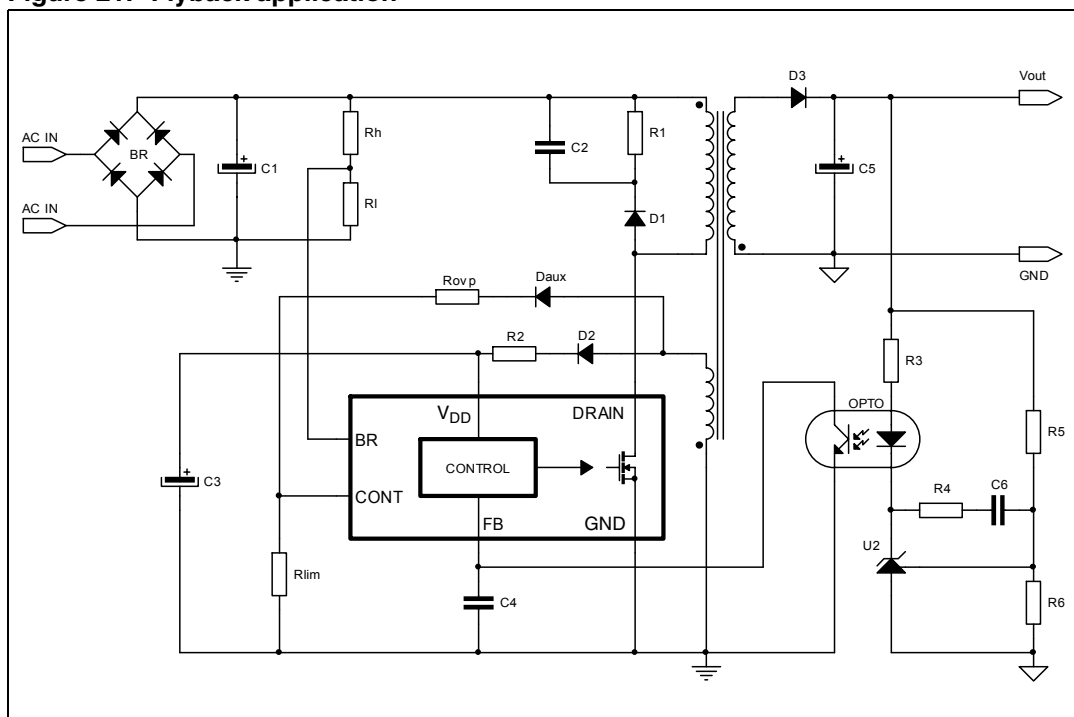 Figure Flyback application
D3
Vout
AC IN
BR
Rh
R1
C1
C2
C5
AC IN
Rl
D1
GND
Rovp
Daux
R2
D2
R3
VDD
DRAIN
OPTO
BR
R5
CONTROL
C3
CONT
R4
C6
FB
GND
U2
Rlim
C4
R6